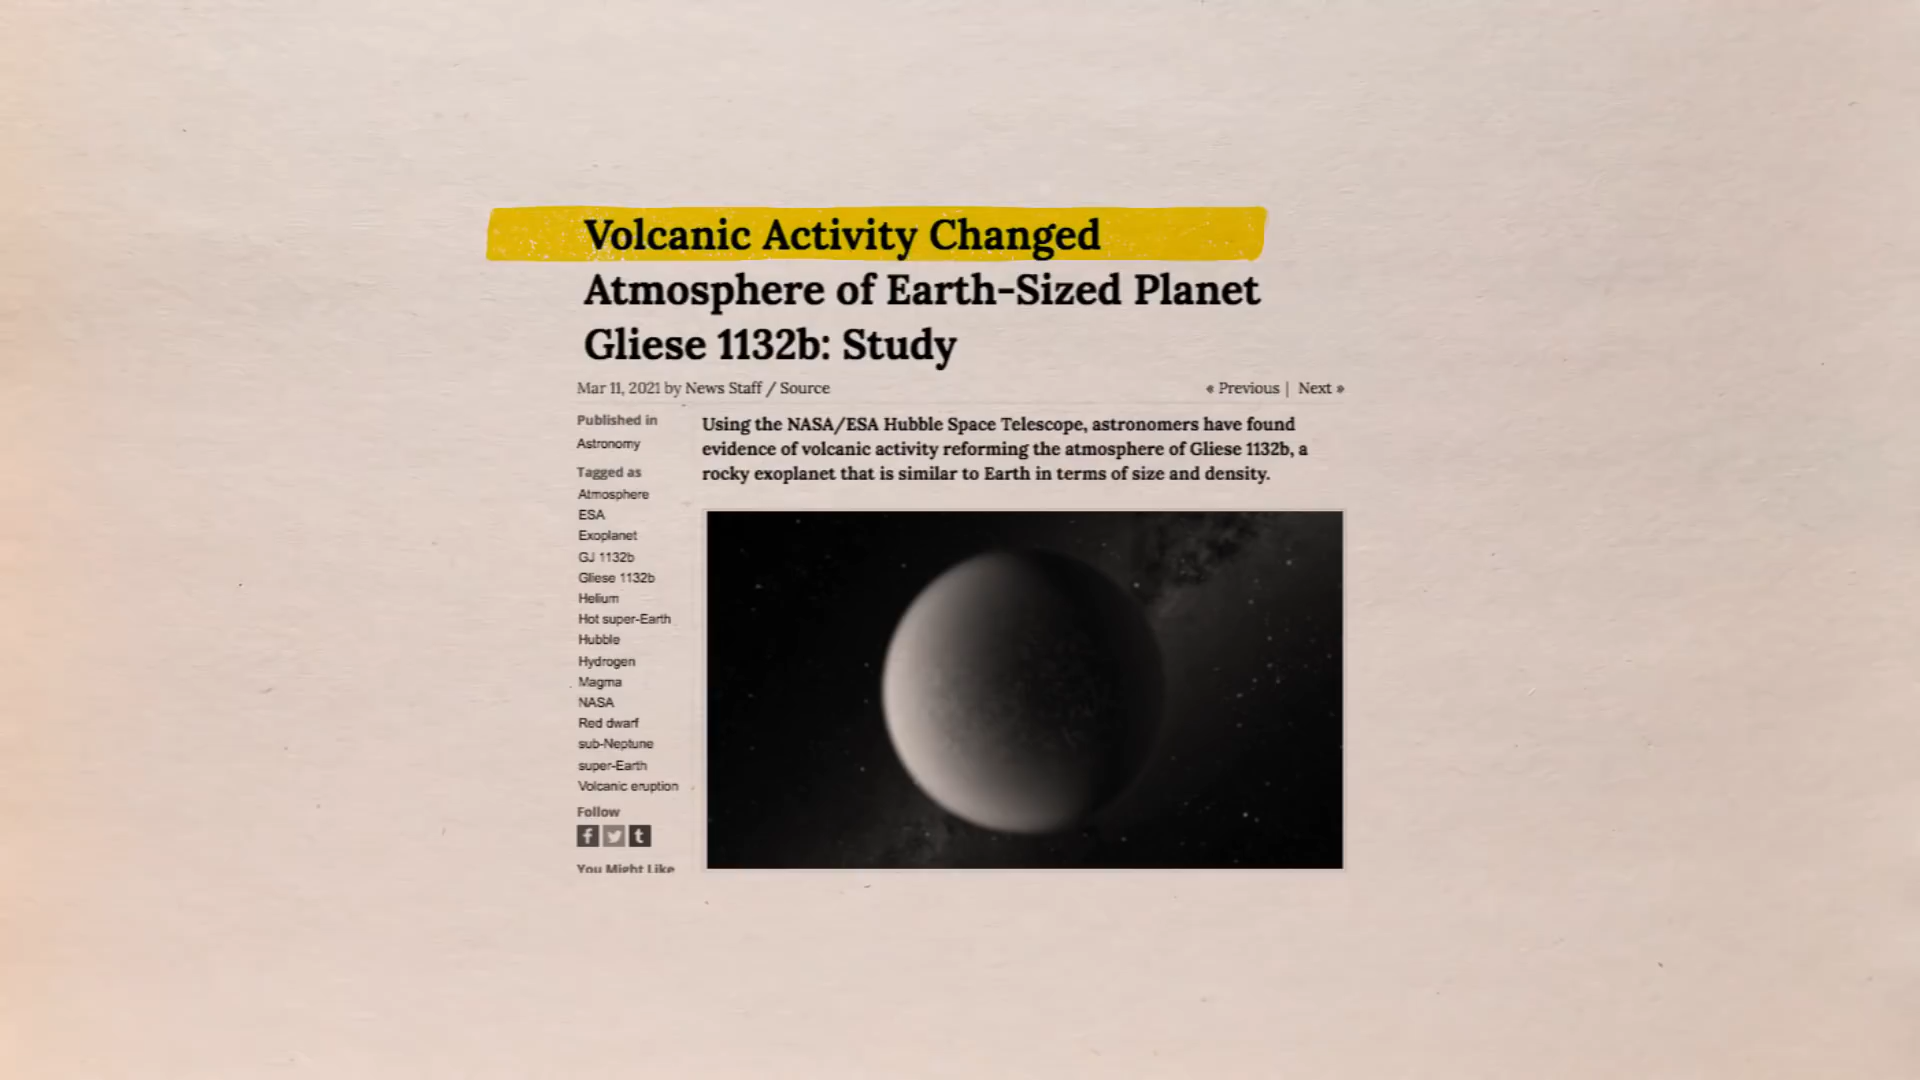 Volcanic Activity Changed
Atmosphere of Earth-Sized Planet
Gliese 1132b: Study
Mar 11, 2021 by News Staff / Source
« Previous | Next »
Published in
Astronomy
Tagged as
Atmosphere
ESA
Exoplanet
GJ 1132b
Gliese 1132b
Helium
Hot super-Earth
Hubble
Hydrogen
Magma
NASA
Red dwarf
sub-Neptune
super-Earth
Volcanic eruption
Follow
f t
You Might Like
Using the NASA/ESA Hubble Space Telescope, astronomers have found
evidence of volcanic activity reforming the atmosphere of Gliese 1132b, a
rocky exoplanet that is similar to Earth in terms of size and density.